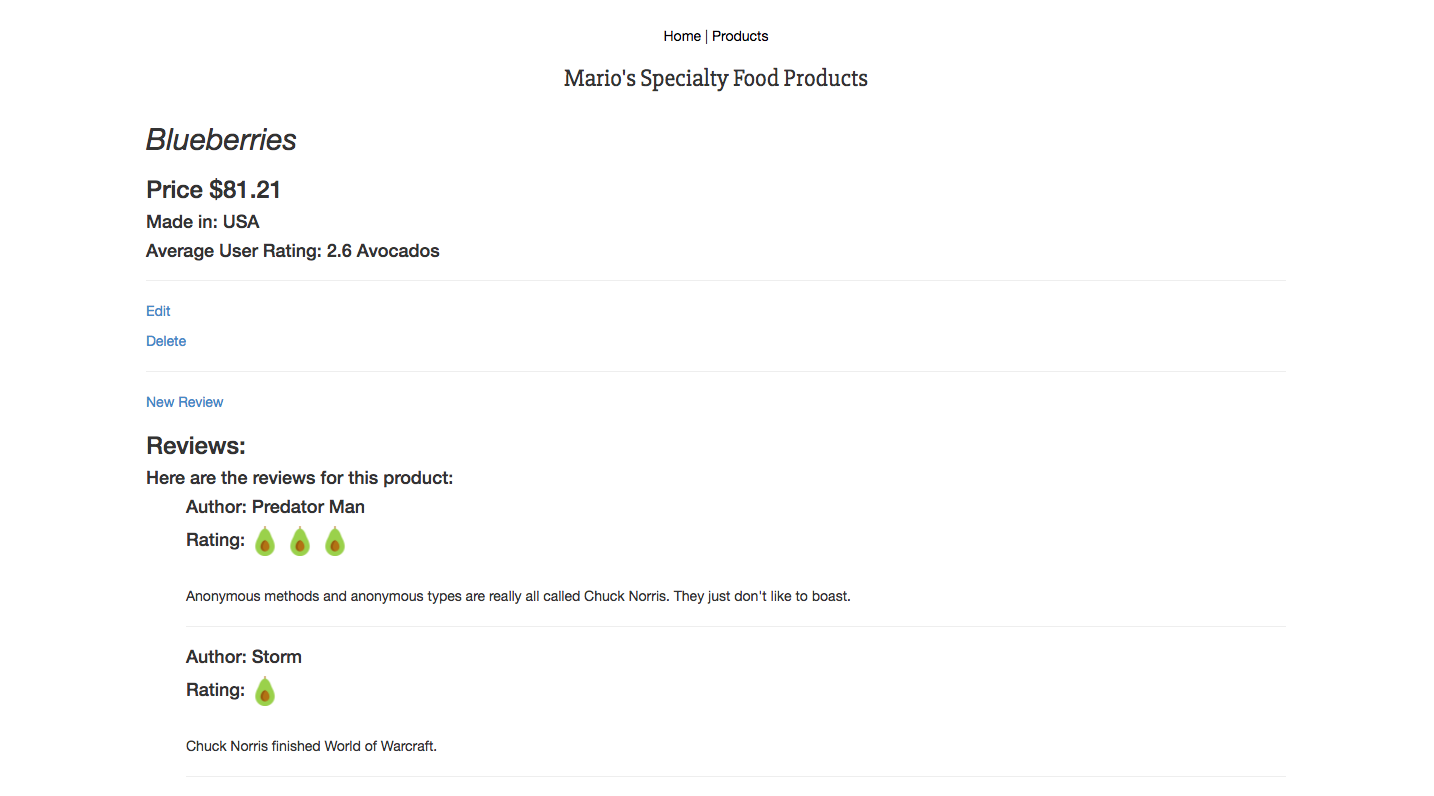 Home | Products
Mario's Specialty Food Products
Blueberries
Price $81.21
Made in: USA
Average User Rating: 2.6 Avocados
Edit
Delete
New Review
Reviews:
Here are the reviews for this product:
Author: Predator Man
Rating:
Anonymous methods and anonymous types are really all called Chuck Norris. They just don't like to boast.
Author: Storm
Rating:
Chuck Norris finished World of Warcraft.